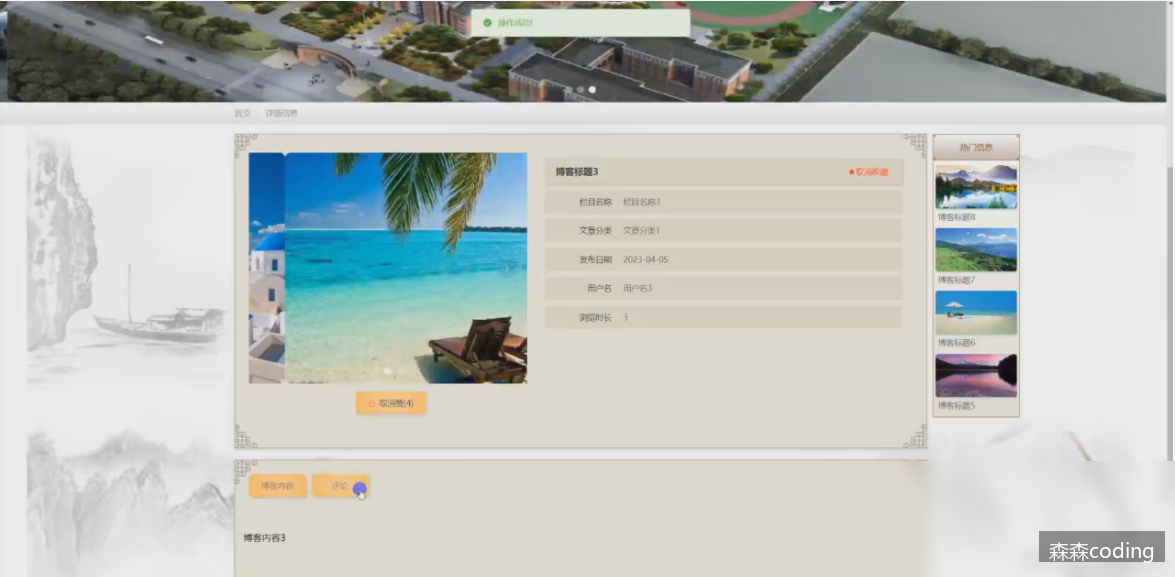 操作成功!
首页 详情信息
博客标题3
★取消收藏
栏目名称 栏目名称3
文章分类 文章分类1
发布日期 2023-04-05
用户名 用户名3
浏览时长 3
取消赞(4)
热门信息
博客标题8
博客标题7
博客标题6
博客标题5
博客内容 评论
博客内容3
森森coding